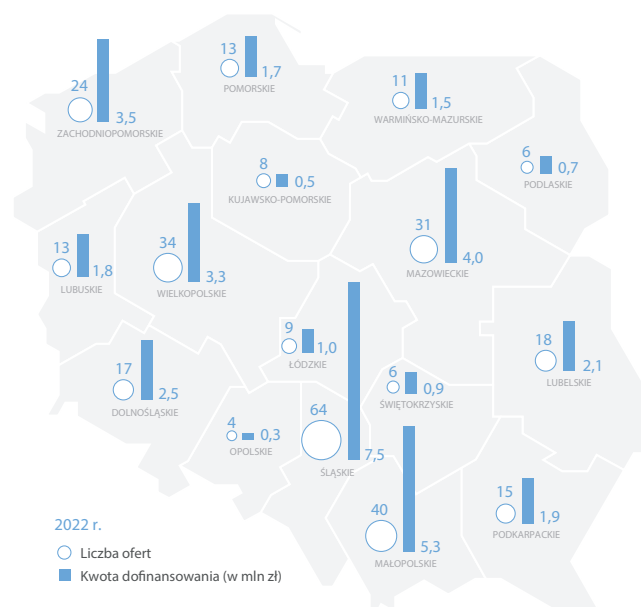 13
1,7
POMORSKIE
24
3,5
ZACHODNIOPOMORSKIE
11
1,5
WARMIŃSKO-MAZURSKIE
6
0,7
PODLASKIE
8
0,5
KUJAWSKO-POMORSKIE
31
4,0
MAZOWIECKIE
34
3,3
WIELKOPOLSKIE
13
1,8
LUBUSKIE
9
1,0
ŁÓDZKIE
18
2,1
LUBELSKIE
17
2,5
DOLNOŚLĄSKIE
6
0,9
ŚWIĘTOKRZYSKIE
4
0,3
OPOLSKIE
64
7,5
ŚLĄSKIE
40
5,3
MAŁOPOLSKIE
15
1,9
PODKARPACKIE
2022 r.
Liczba ofert
Kwota dofinansowania (w mln zł)